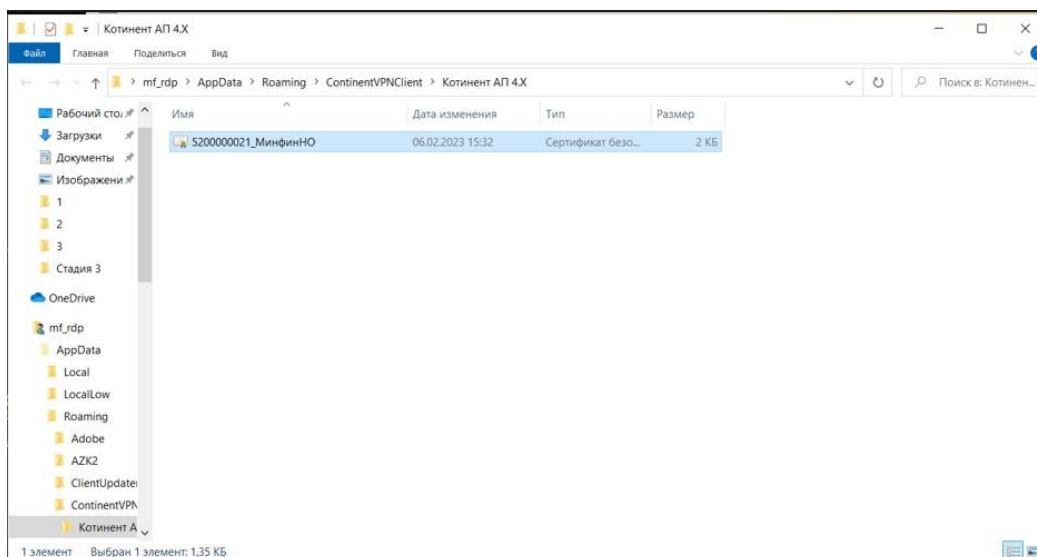 Котинент АП 4.X
Файл Главная Поделиться Вид
mf_rdp > AppData > Roaming > ContinentVPNClient > Котинент АП 4.X
Поиск в: Котинен...
Имя Дата изменения Тип Размер
5200000021_МинфинНО 06.02.2023 15:32 Сертификат безо... 2 КБ
Рабочий стол
Загрузки
Документы
Изображени
1
2
3
Стадия 3
OneDrive
mf_rdp
AppData
Local
LocalLow
Roaming
Adobe
AZK2
ClientUpdate
ContinentVPN
Котинент А
1 элемент Выбран 1 элемент: 1,35 КБ